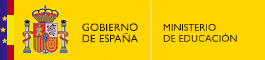 GOBIERNO
DE ESPAÑA
MINISTERIO
DE EDUCACIÓN